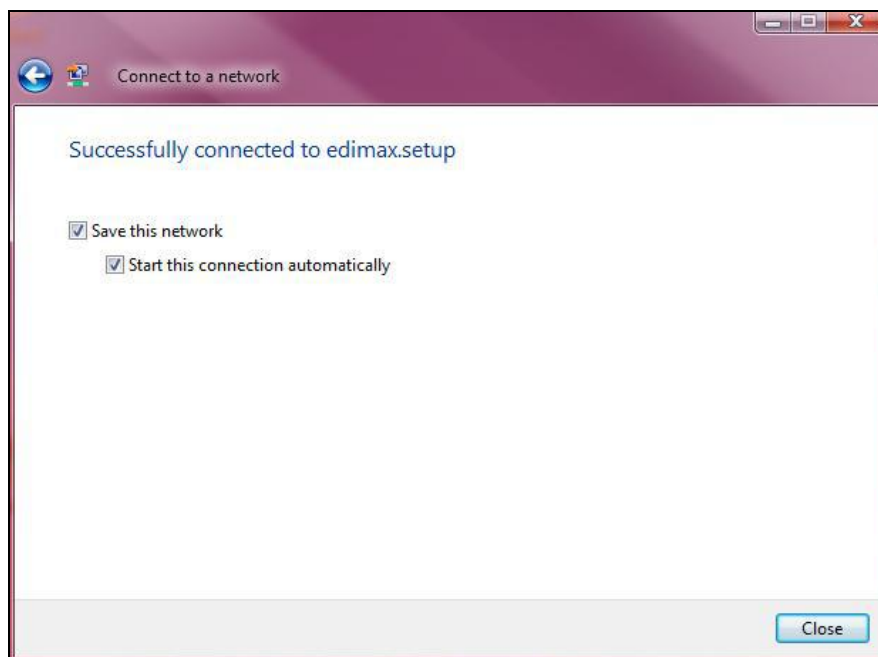 Connect to a network
Successfully connected to edimax.setup
Save this network
Start this connection automatically
Close